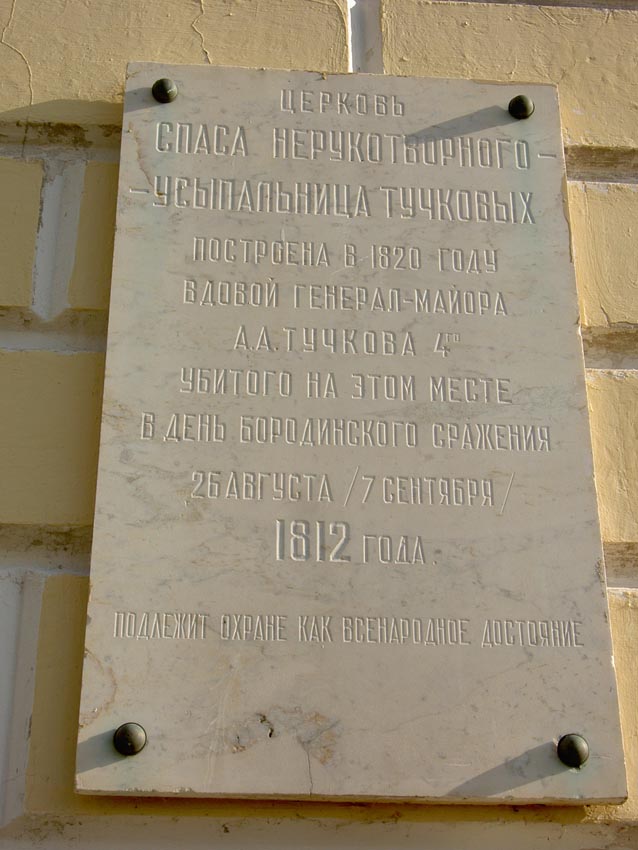 ЦЕРКОВЬ
СПАСА НЕРУКОТВОРНОГО –
–УСЫПАЛЬНИЦА ТУЧКОВЫХ
ПОСТРОЕНА В 1820 ГОДУ
ВДОВОЙ ГЕНЕРАЛ-МАЙОРА
А.А.ТУЧКОВА 4ГО
УБИТОГО НА ЭТОМ МЕСТЕ
В ДЕНЬ БОРОДИНСКОГО СРАЖЕНИЯ
26 АВГУСТА /7 СЕНТЯБРЯ/
1812 ГОДА.
ПОДЛЕЖИТ ОХРАНЕ КАК ВСЕНАРОДНОЕ ДОСТОЯНИЕ